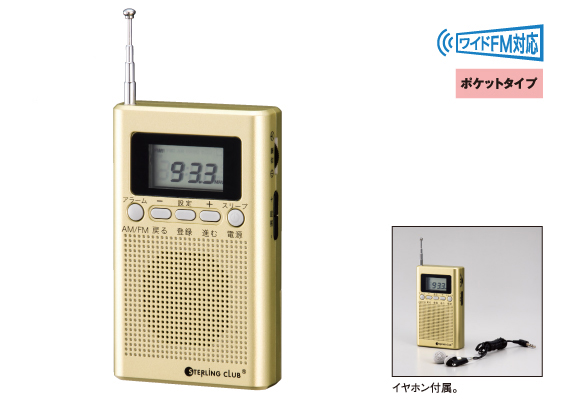 ワイドFM対応
ポケットタイプ
93.3
アラーム − 設定 + スリープ
AM/FM 戻る 登録 進む 電源
STERLING CLUB®
93.3
イヤホン付属。